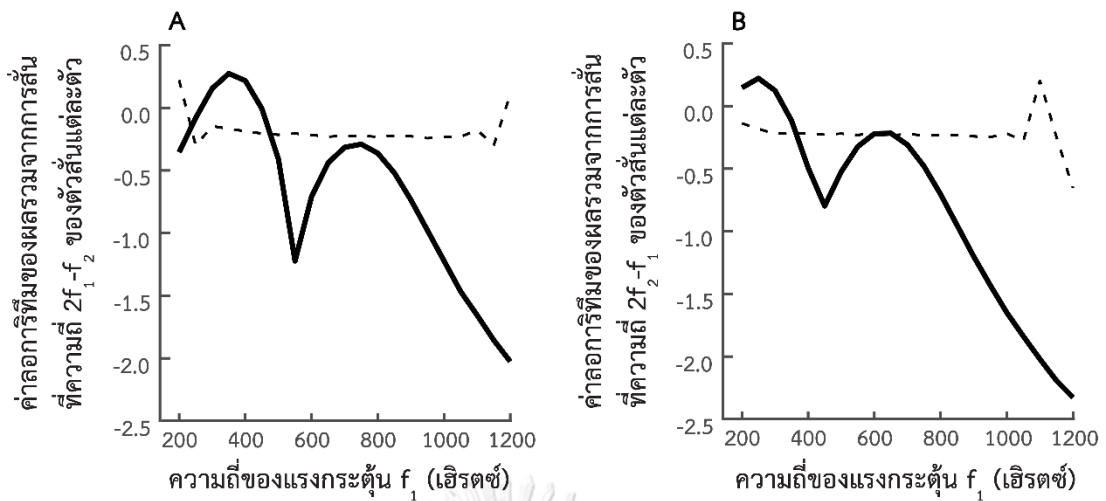 A
ค่าลอการิทึมของผลรวมจากการสั่น
ที่ความถี่ 2f₁-f₂ ของตัวสั่นแต่ละตัว
0.5
0.0
-0.5
-1.0
-1.5
-2.0
-2.5
200 400 600 800 1000 1200
ความถี่ของแรงกระตุ้น f₁ (เฮิรตซ์)
B
ค่าลอการิทึมของผลรวมจากการสั่น
ที่ความถี่ 2f₂-f₁ ของตัวสั่นแต่ละตัว
0.5
0.0
-0.5
-1.0
-1.5
-2.0
-2.5
200 400 600 800 1000 1200
ความถี่ของแรงกระตุ้น f₁ (เฮิรตซ์)